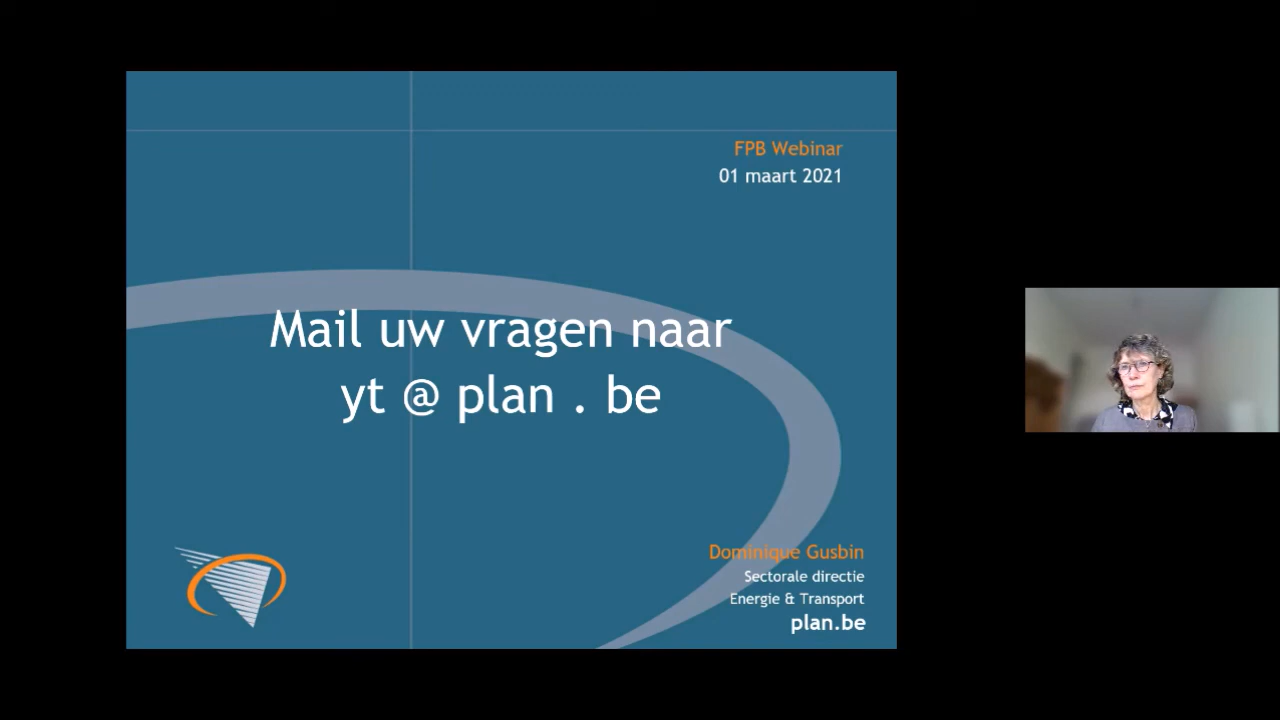 FPB Webinar
01 maart 2021
Mail uw vragen naar
yt @ plan . be
Dominique Gusbin
Sectorale directie
Energie & Transport
plan.be